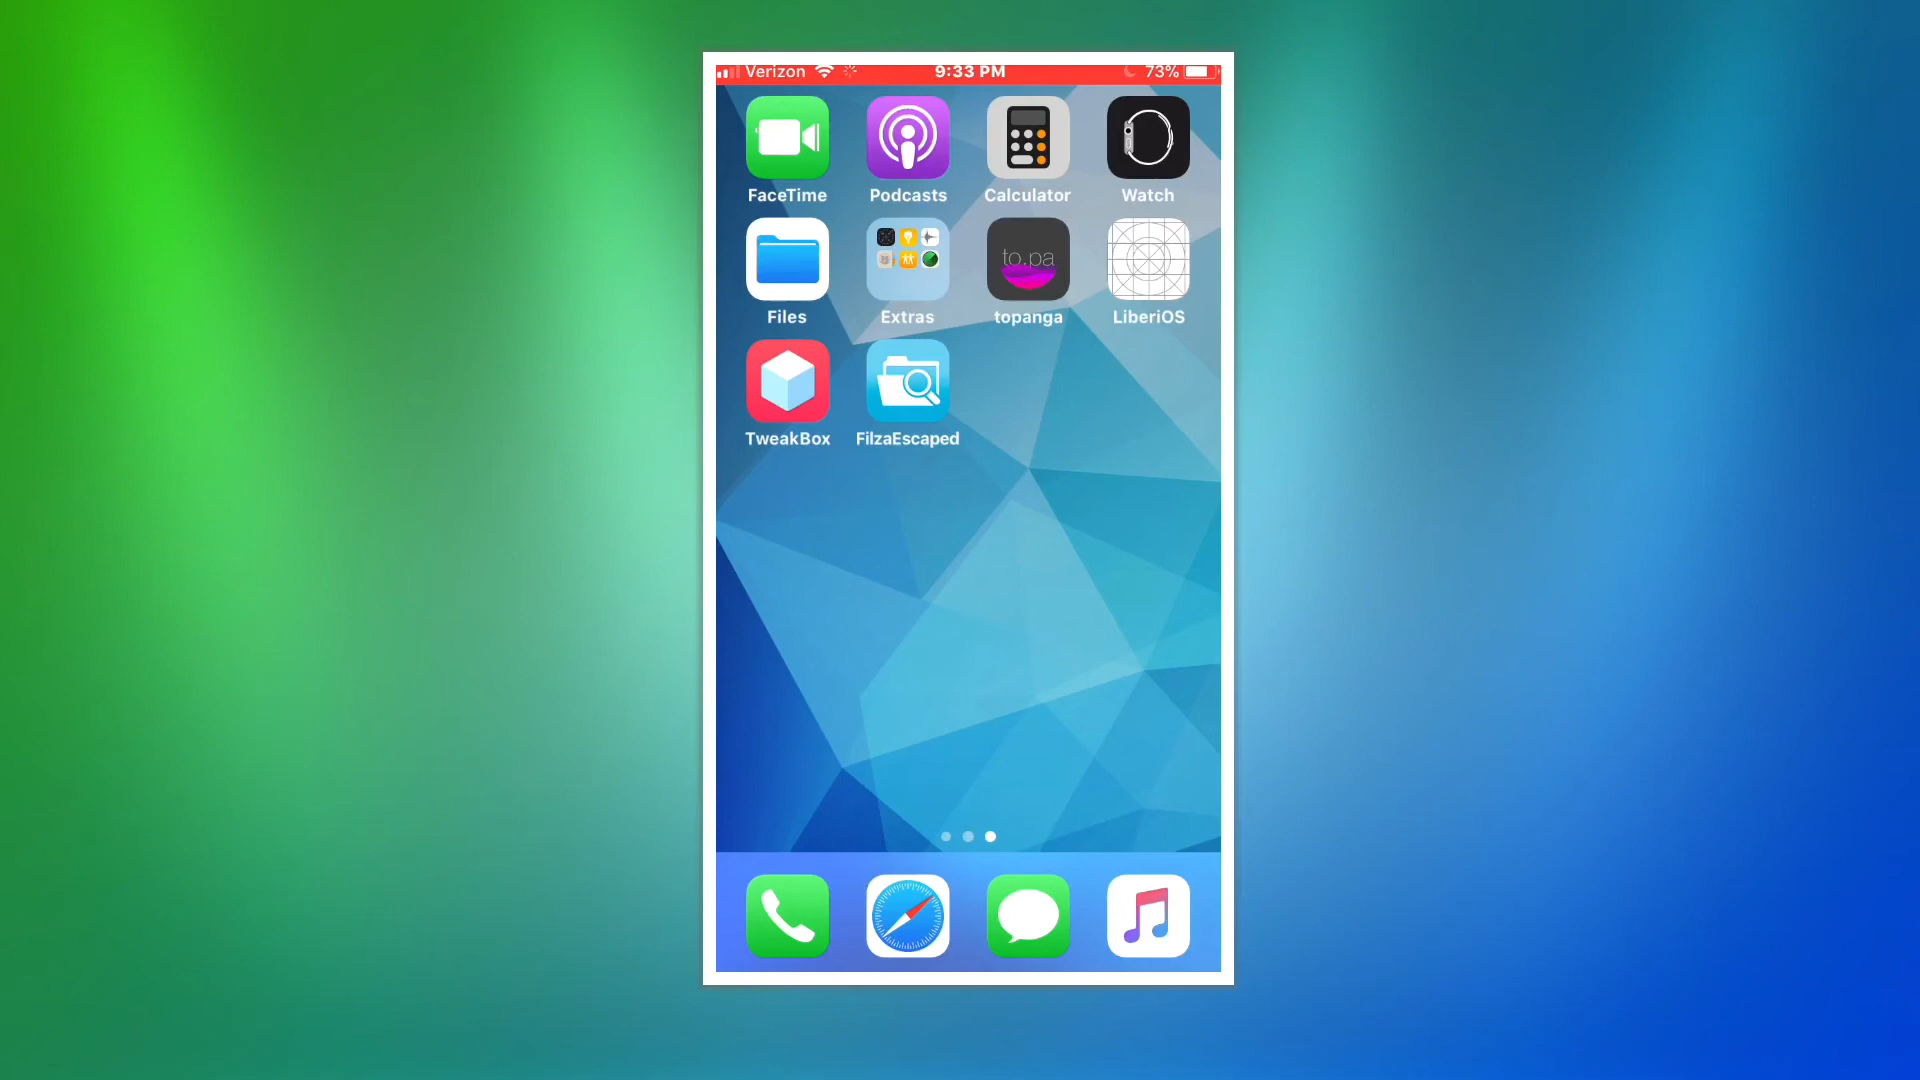 Verizon 9:33 PM 73%
FaceTime Podcasts Calculator Watch
to.pa
Files Extras topanga LiberiOS
TweakBox FilzaEscaped